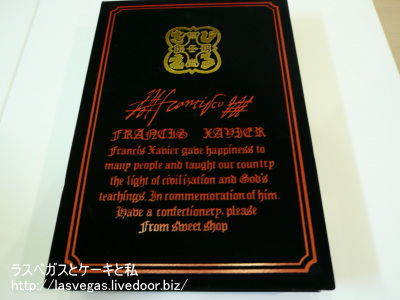 ##francisco##
FRANCIS XAVIER
Francis Xavier gave happiness to
many people and taught our country
the light of civilization and God's
teachings. In commemoration of him.
Have a confectionery, please
From sweet shop
ラスベガスとケーキと私
http://lasvegas.livedoor.biz/